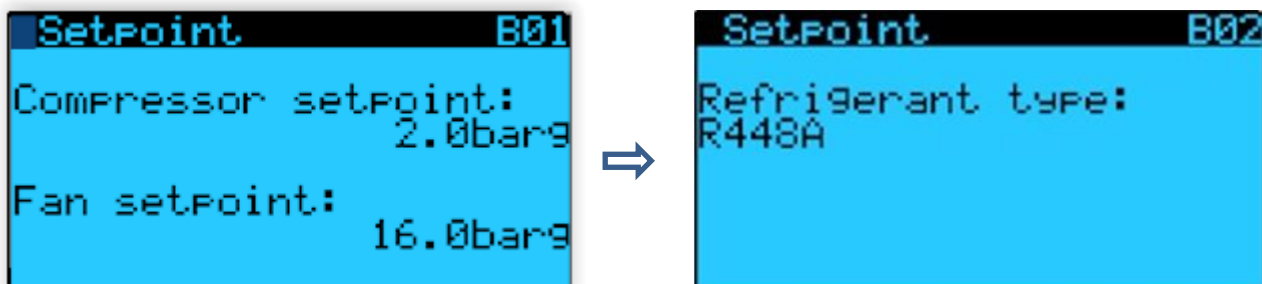 Setpoint B01
Compressor setpoint:
2.0barg
Fan setpoint:
16.0barg
Setpoint B02
Refrigerant type:
R448A